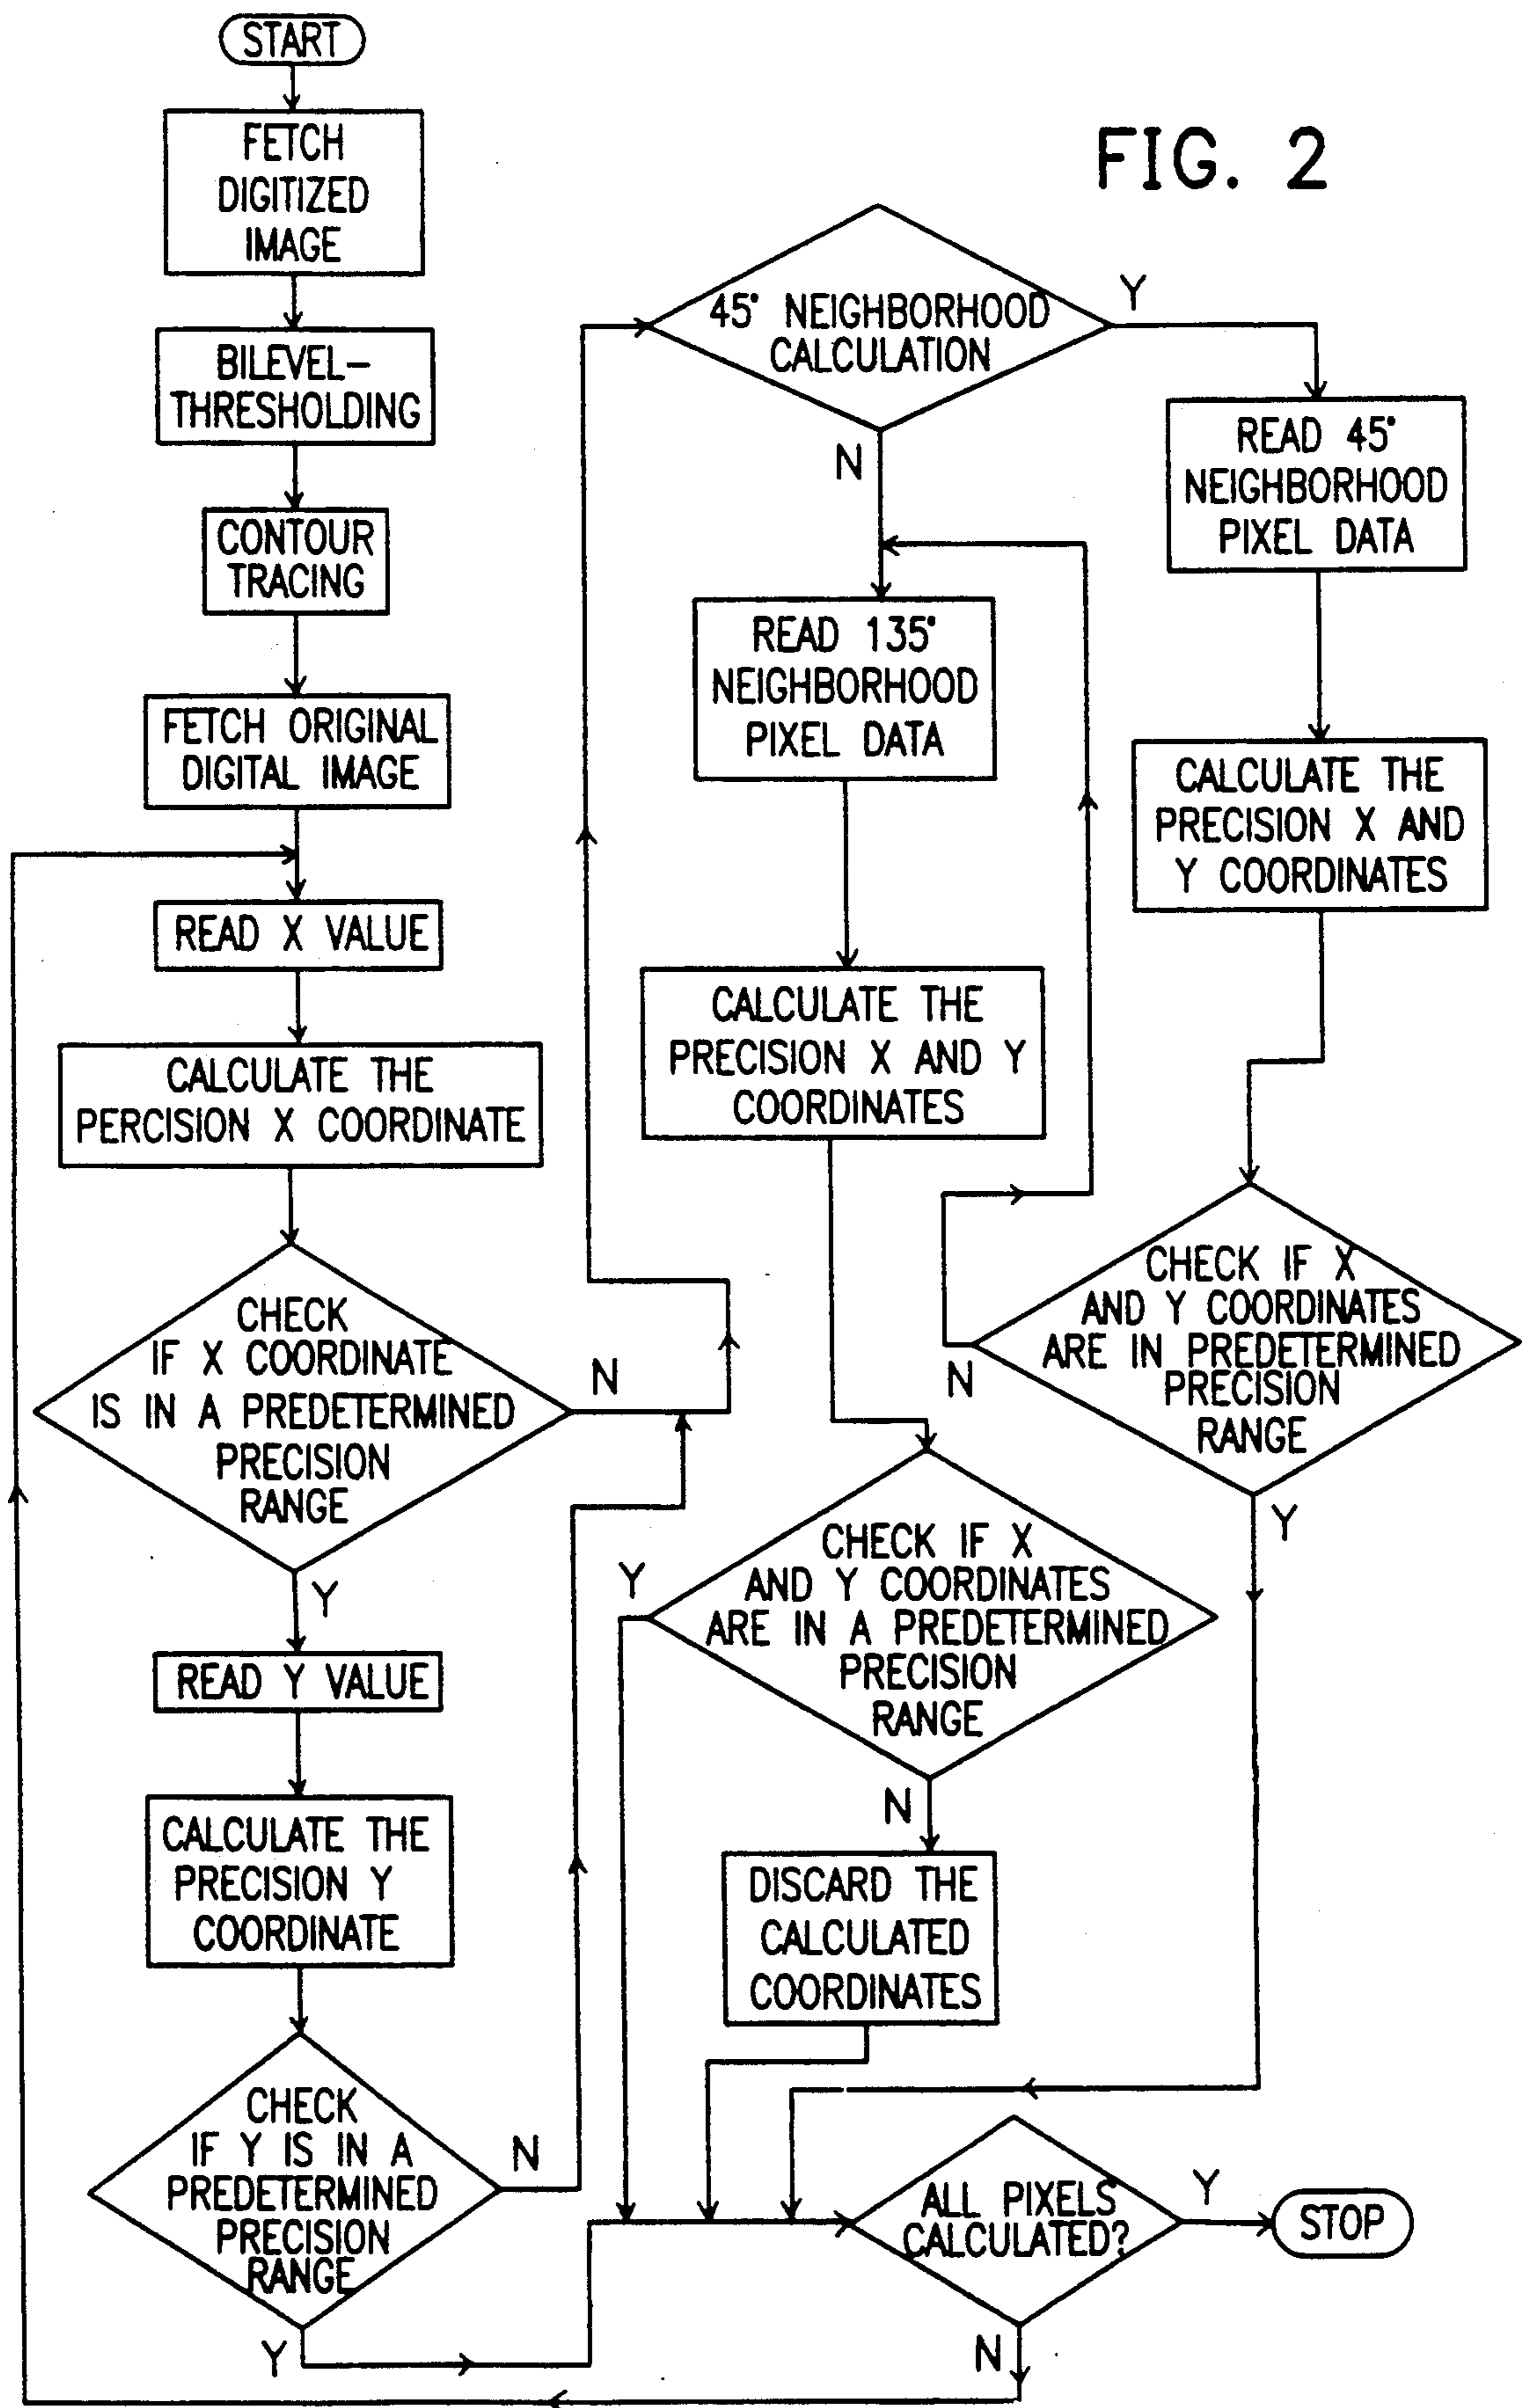 START
FETCH
DIGITIZED
IMAGE
BILEVEL-
THRESHOLDING
CONTOUR
TRACING
FETCH ORIGINAL
DIGITAL IMAGE
READ X VALUE
CALCULATE THE
PERCISION X COORDINATE
CHECK
IF X COORDINATE
IS IN A PREDETERMINED
PRECISION
RANGE
N
Y
READ Y VALUE
CALCULATE THE
PRECISION Y
COORDINATE
CHECK
IF Y IS IN A
PREDETERMINED
PRECISION
RANGE
N
Y
FIG. 2
45° NEIGHBORHOOD
CALCULATION
Y
N
READ 135°
NEIGHBORHOOD
PIXEL DATA
CALCULATE THE
PRECISION X AND Y
COORDINATES
CHECK IF X
AND Y COORDINATES
ARE IN A PREDETERMINED
PRECISION
RANGE
Y
N
DISCARD THE
CALCULATED
COORDINATES
READ 45°
NEIGHBORHOOD
PIXEL DATA
CALCULATE THE
PRECISION X AND
Y COORDINATES
CHECK IF X
AND Y COORDINATES
ARE IN PREDETERMINED
PRECISION
RANGE
N
Y
ALL PIXELS
CALCULATED?
Y
N
STOP